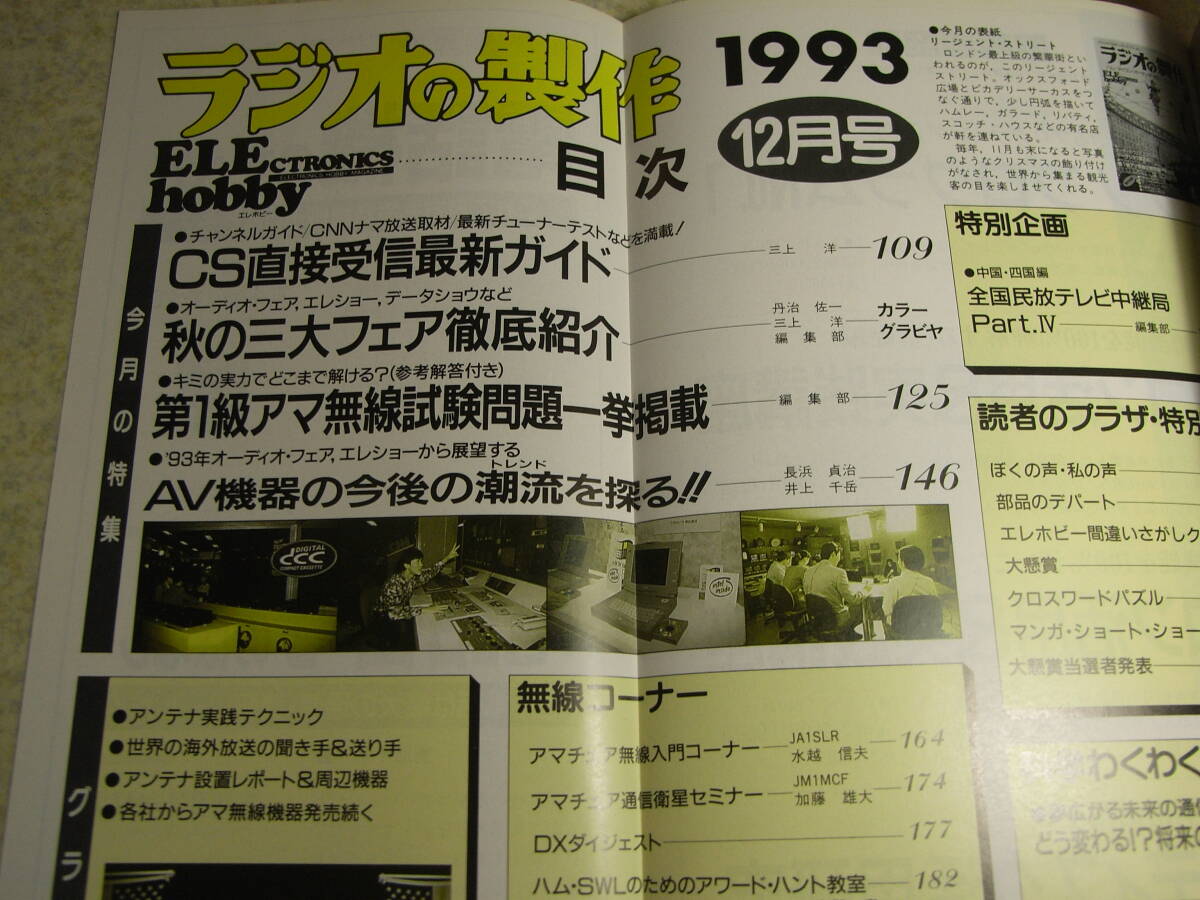 ラジオの製作
1993
12月号
ELECTRONICS
ELECTRONICS HOBBY MAGAZINE
hobby
エレホビー
目次
●今月の表紙
リージェント・ストリート
ロンドン最上級の繁華街とい
われるのが,このリージェント
ストリート。オックスフォード
広場とピカデリーサーカスをつ
なぐ通りで,少し円弧を描いて
ハムレー,ガラード,リバティ,
スコッチ・ハウスなどの有名店
が軒を連ねている。
毎年,11月も末になると写真
のようなクリスマスの飾り付け
がなされ,世界から集まる観光
客の目を楽しませてくれる。
今月の特集
●チャンネルガイド/CNNナマ放送取材/最新チューナーテストなどを満載!
CS直接受信最新ガイド 三上 洋 109
●オーディオ・フェア,エレショー,データショウなど
秋の三大フェア徹底紹介
丹治 佐一
三上 洋
編集部
カラー
グラビヤ
●キミの実力でどこまで解ける?(参考解答付き)
第1級アマ無線試験問題一挙掲載 編集部 125
●'93年オーディオ・フェア,エレショーから展望する
トレンド
AV機器の今後の潮流を探る!!
長浜 貞治
井上 千岳
146
DIGITAL
dcc
COMPACT CASSETTE
特別企画
●中国・四国編
全国民放テレビ中継局
Part.Ⅳ 編集部
読者のプラザ・特別
ぼくの声・私の声
部品のデパート
エレホビー間違いさがしク
大懸賞
クロスワードパズル
マンガ・ショート・ショー
大懸賞当選者発表
グラ
●アンテナ実践テクニック
●世界の海外放送の聞き手&送り手
●アンテナ設置レポート&周辺機器
●各社からアマ無線機器発売続く
無線コーナー
アマチュア無線入門コーナー JA1SLR 水越 信夫 164
アマチュア通信衛星セミナー JM1MCF 加藤 雄大 174
DXダイジェスト 177
ハム・SWLのためのアワード・ハント教室 182
わくわく
広がる未来の通信
どう変わる!?将来の